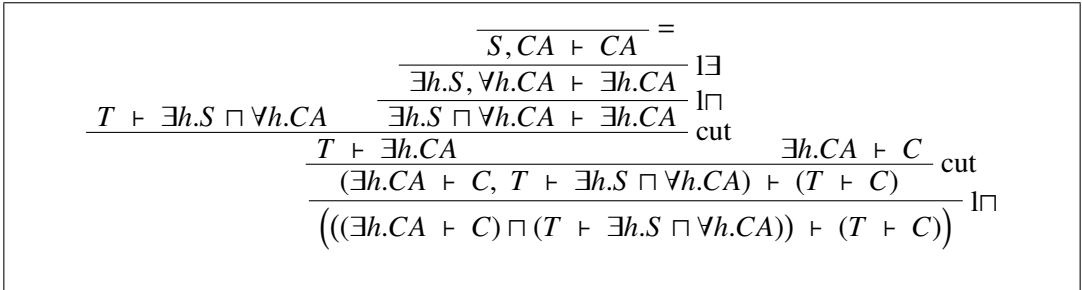 =
S, CA ⊢ CA
l∃
∃h.S, ∀h.CA ⊢ ∃h.CA
l⊓
T ⊢ ∃h.S ⊓ ∀h.CA ∃h.S ⊓ ∀h.CA ⊢ ∃h.CA
cut
T ⊢ ∃h.CA ∃h.CA ⊢ C
cut
(∃h.CA ⊢ C, T ⊢ ∃h.S ⊓ ∀h.CA) ⊢ (T ⊢ C)
l⊓
(((∃h.CA ⊢ C) ⊓ (T ⊢ ∃h.S ⊓ ∀h.CA)) ⊢ (T ⊢ C))